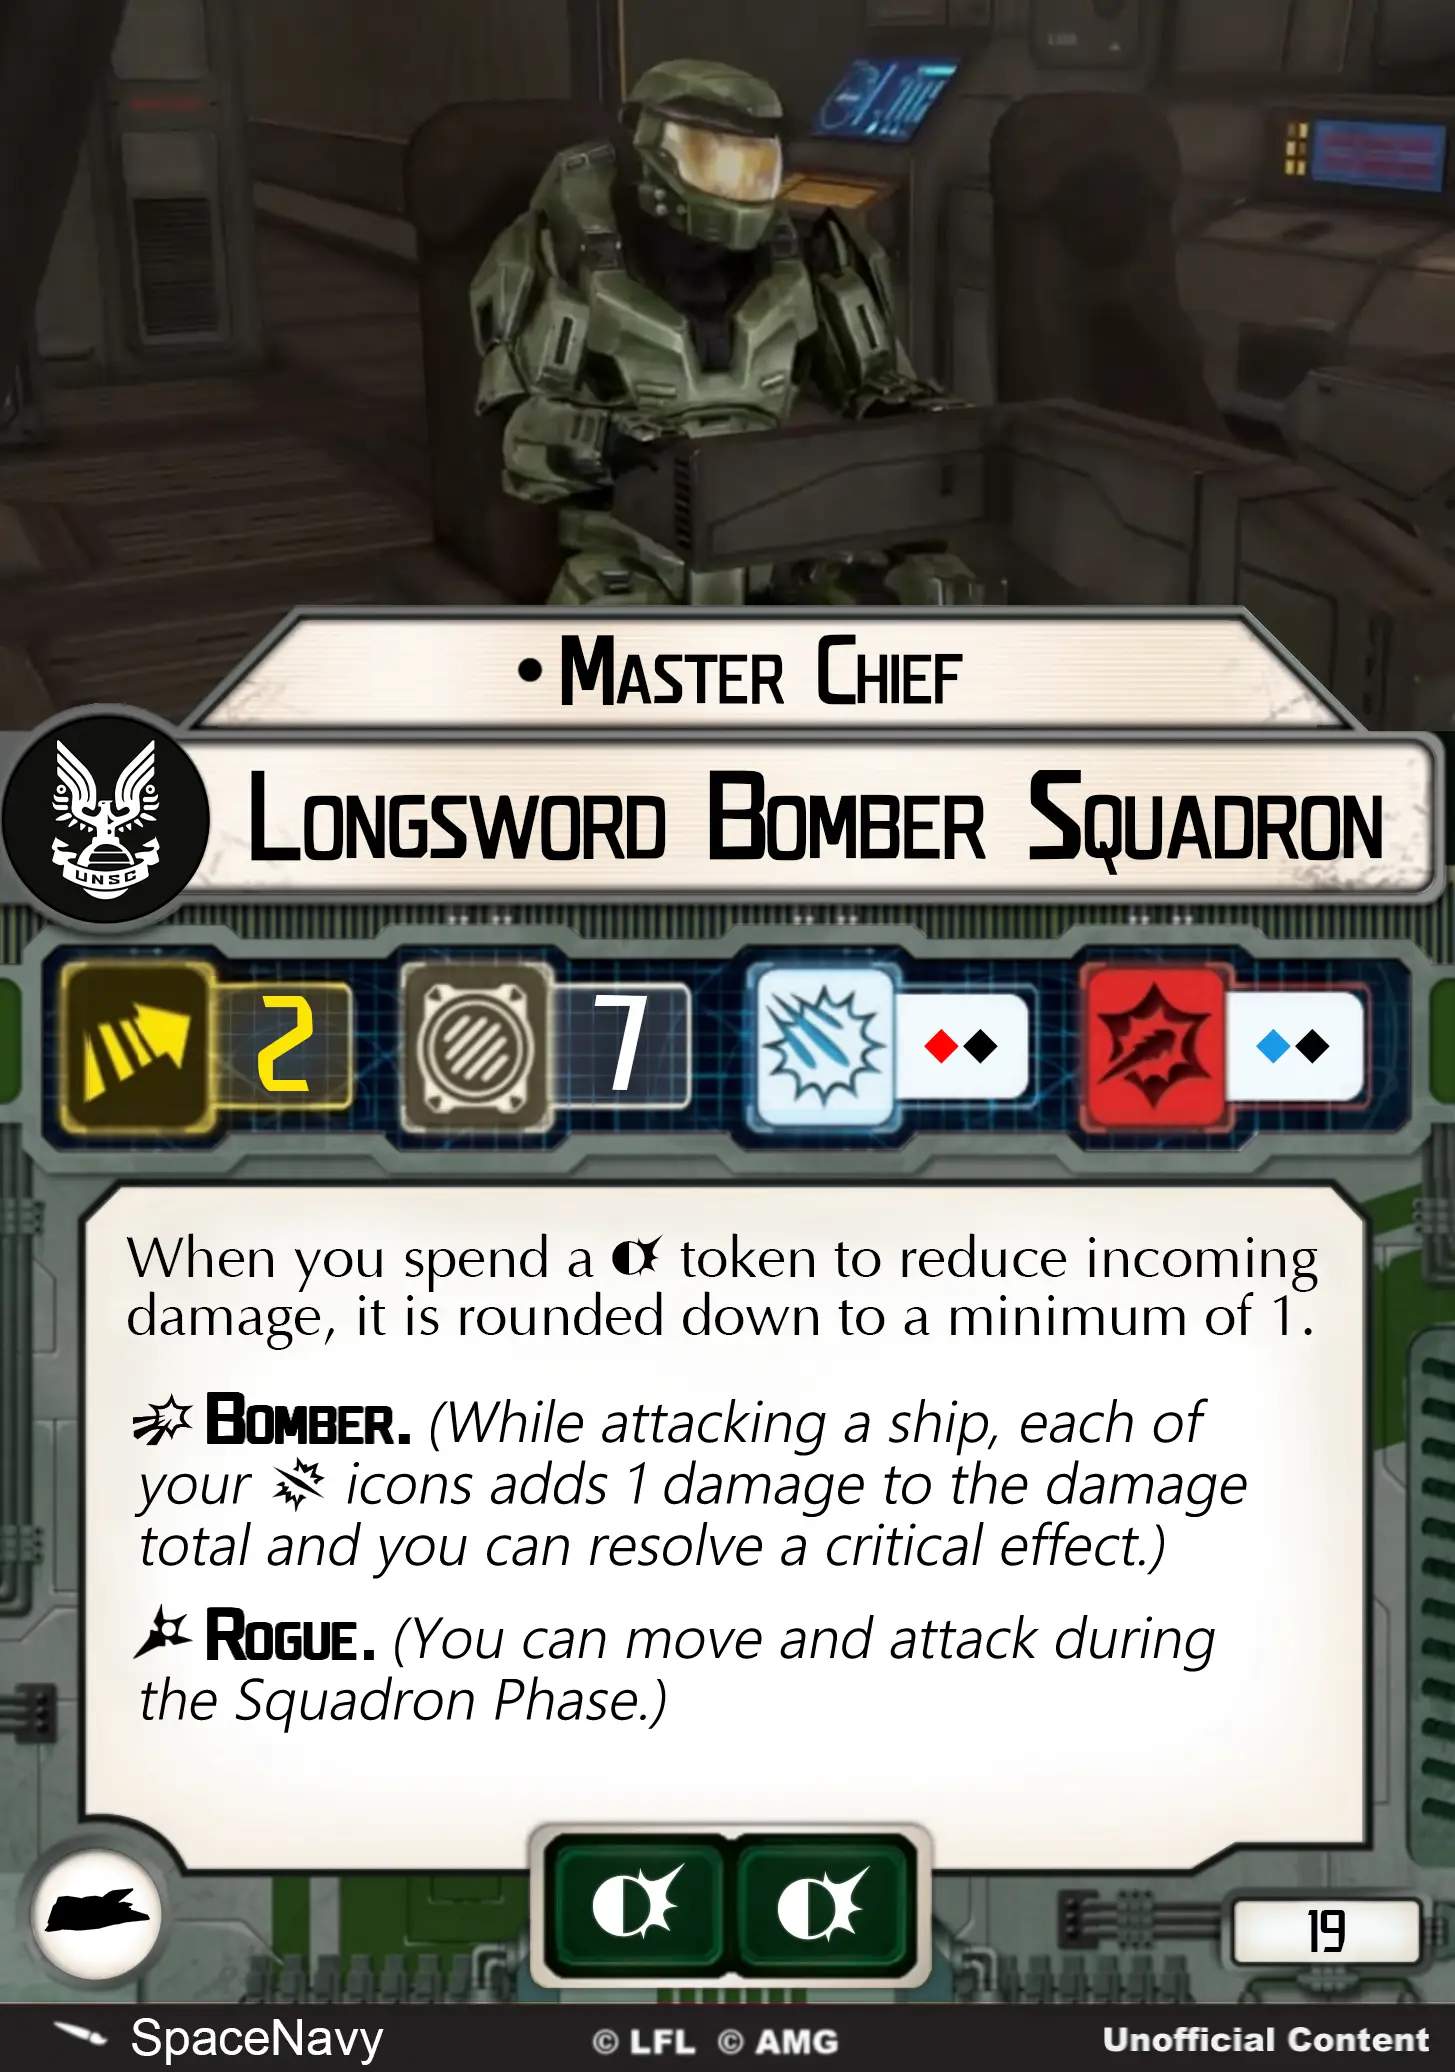 • Master Chief
Longsword Bomber Squadron
UNSC
2 7
When you spend a token to reduce incoming
damage, it is rounded down to a minimum of 1.
Bomber. (While attacking a ship, each of
your icons adds 1 damage to the damage
total and you can resolve a critical effect.)
Rogue. (You can move and attack during
the Squadron Phase.)
19
SpaceNavy © LFL © AMG Unofficial Content